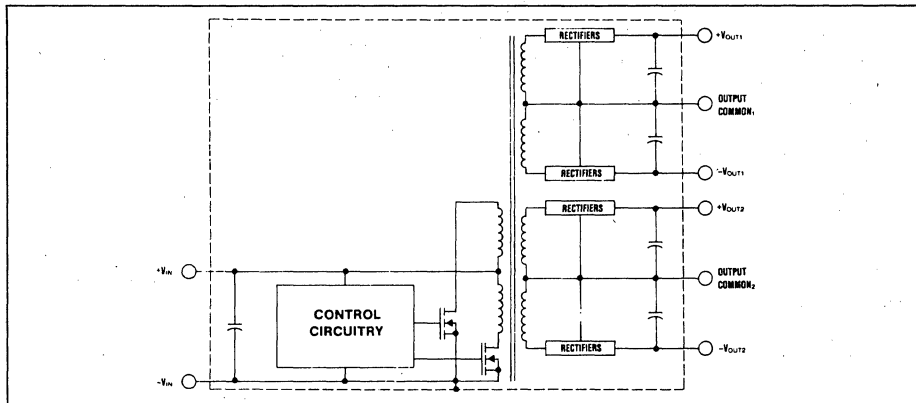 RECTIFIERS
+VOUT1
OUTPUT
COMMON1
RECTIFIERS
-VOUT1
RECTIFIERS
+VOUT2
+VIN
OUTPUT
COMMON2
CONTROL
CIRCUITRY
RECTIFIERS
-VOUT2
-VIN